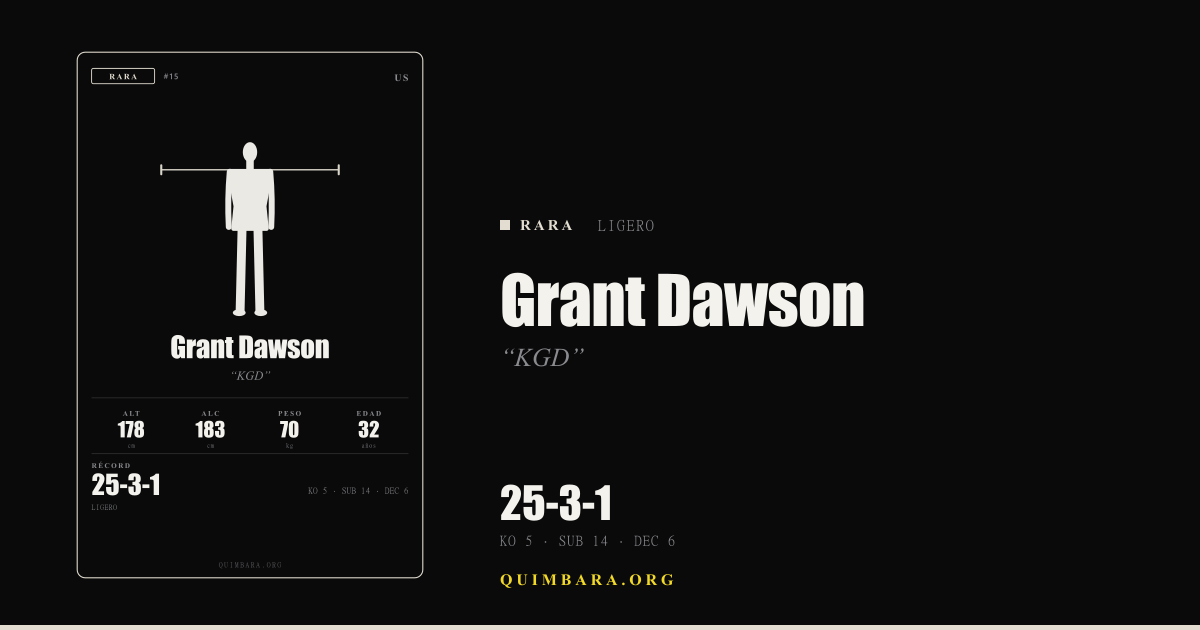 RARA #15 US
Grant Dawson
“KGD”
ALT ALC PESO EDAD
178 183 70 32
cm cm kg años
RÉCORD
25-3-1 KO 5 · SUB 14 · DEC 6
LIGERO
QUIMBARA.ORG
RARA LIGERO
Grant Dawson
“KGD”
25-3-1
KO 5 · SUB 14 · DEC 6
QUIMBARA.ORG